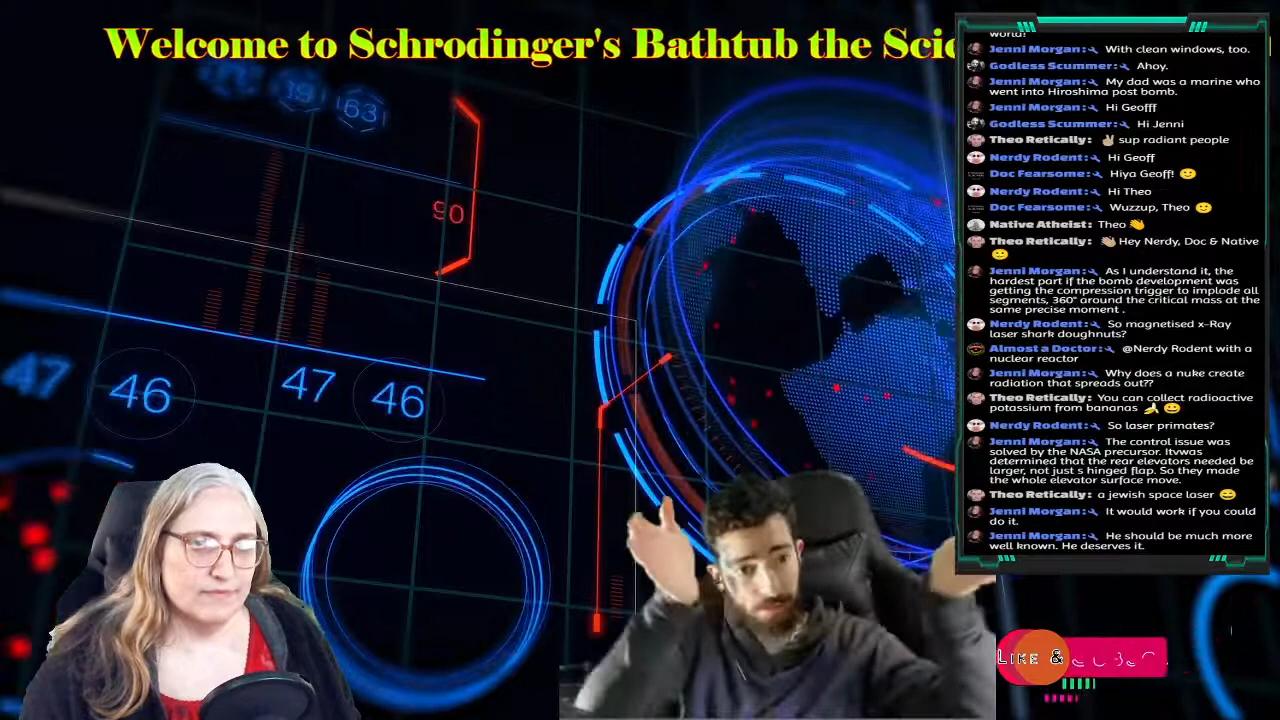 Welcome to Schrodinger's Bathtub the Scie
world!
Jenni Morgan: With clean windows, too.
Godless Scummer: Ahoy.
Jenni Morgan: My dad was a marine who
went into Hiroshima post bomb.
Jenni Morgan: Hi Geofff
Godless Scummer: Hi Jenni
Theo Retically: ✌🏼 sup radiant people
Nerdy Rodent: Hi Geoff
Doc Fearsome: Hiya Geoff! 🙂
Nerdy Rodent: Hi Theo
Doc Fearsome: Wuzzup, Theo 🙂
Native Atheist: Theo 👏
Theo Retically: 👋🏼 Hey Nerdy, Doc & Native
🙂
Jenni Morgan: As I understand it, the
hardest part if the bomb development was
getting the compression trigger to implode all
segments, 360° around the critical mass at the
same precise moment .
Nerdy Rodent: So magnetised x-Ray
laser shark doughnuts?
Almost a Doctor: @Nerdy Rodent with a
nuclear reactor
Jenni Morgan: Why does a nuke create
radiation that spreads out??
Theo Retically: You can collect radioactive
potassium from bananas 🍌 😀
Nerdy Rodent: So laser primates?
Jenni Morgan: The control issue was
solved by the NASA precursor. Itvwas
determined that the rear elevators needed be
larger, not just s hinged flap. So they made
the whole elevator surface move.
Theo Retically: a jewish space laser 😄
Jenni Morgan: It would work if you could
do it.
Jenni Morgan: He should be much more
well known. He deserves it.
63
90
47
46
47
46
LIKE &